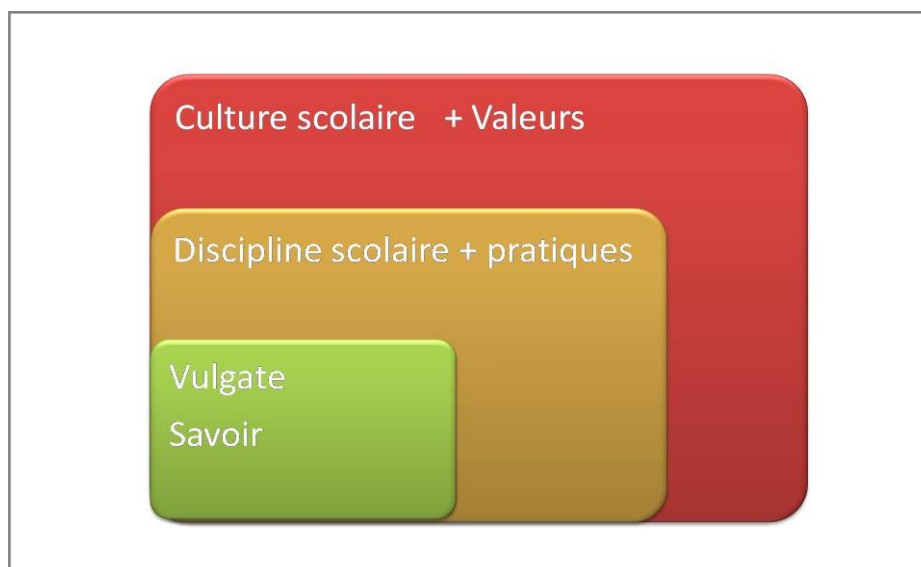 Culture scolaire + Valeurs
Discipline scolaire + pratiques
Vulgate
Savoir